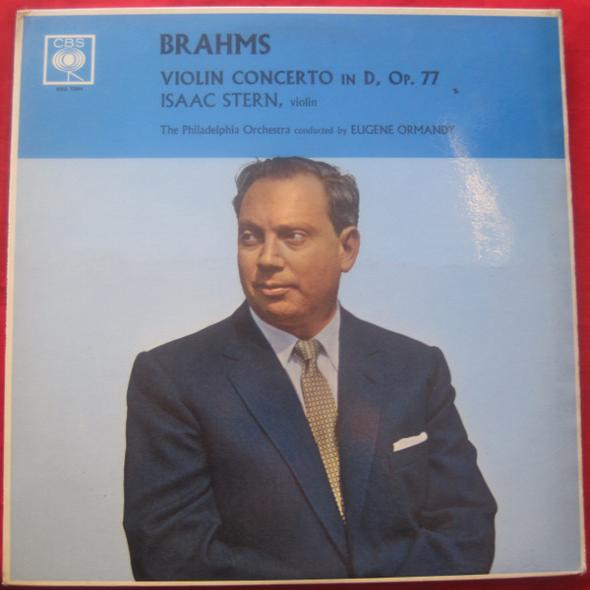 CBS
BRAHMS
VIOLIN CONCERTO IN D, OP. 77
ISAAC STERN, violin
The Philadelphia Orchestra conducted by EUGENE ORMANDY